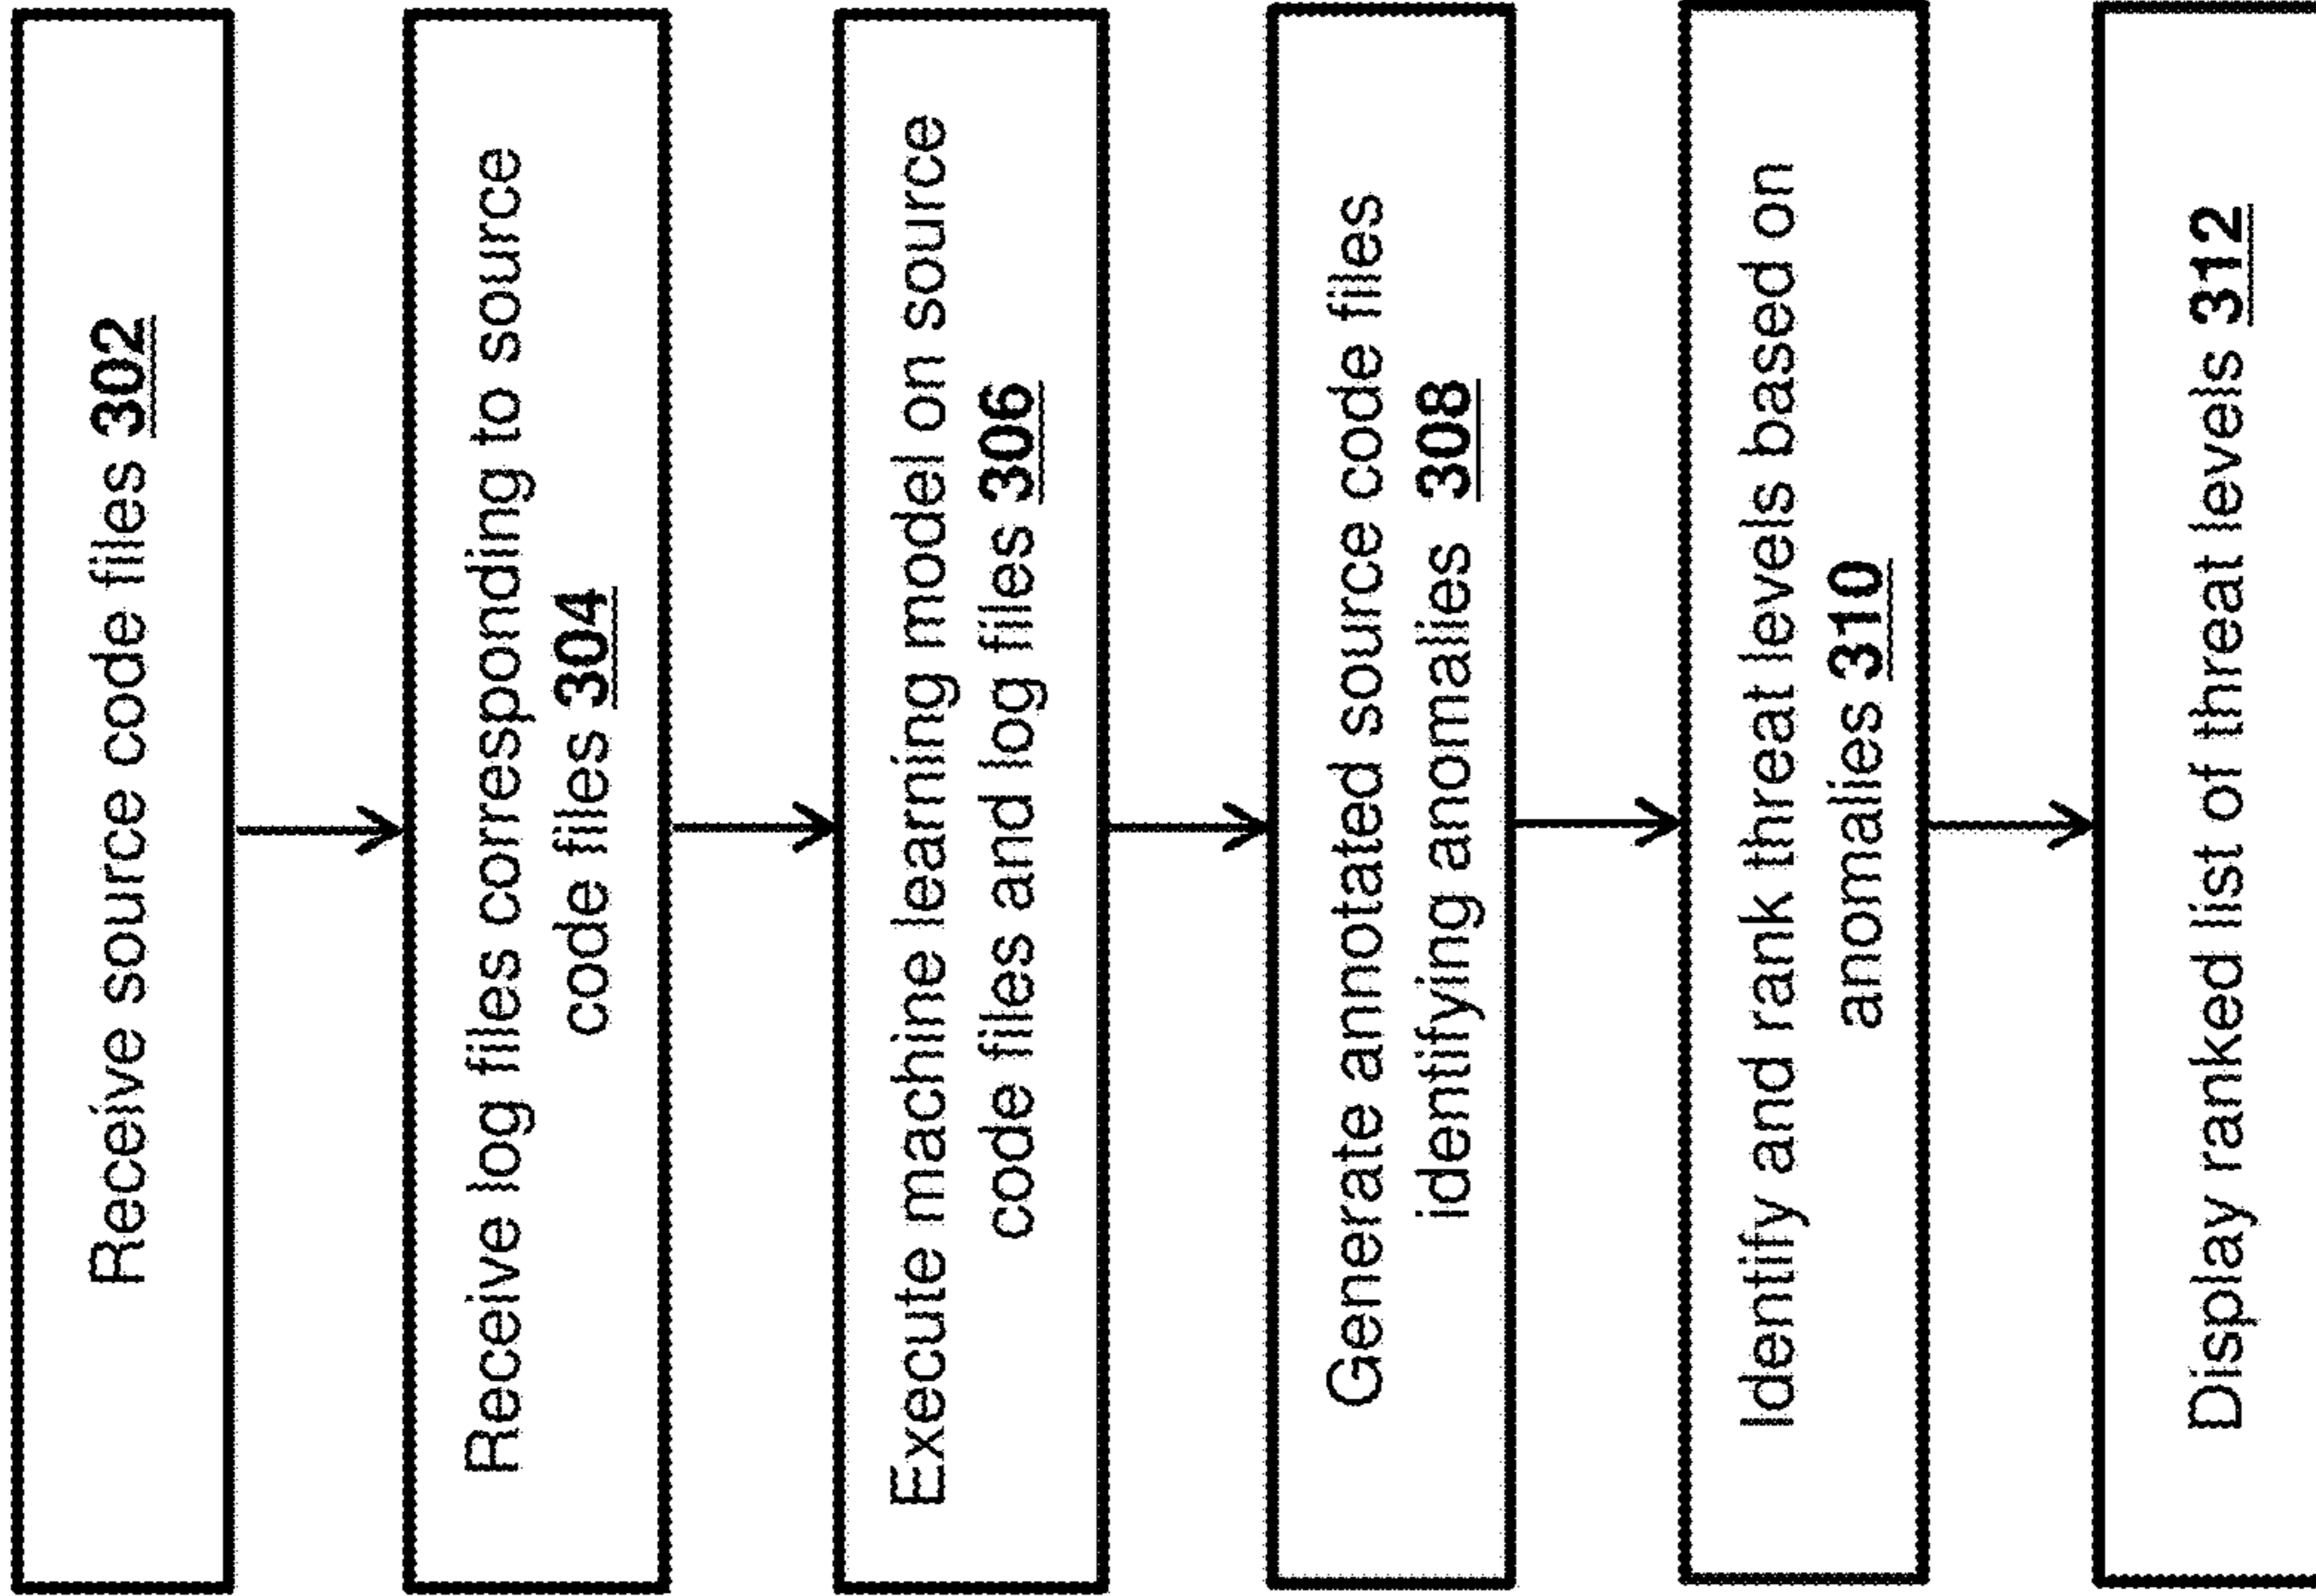 Receive source code files 302
Receive log files corresponding to source
code files 304
Execute machine learning model on source
code files and log files 306
Generate annotated source code files
identifying anomalies 308
Identify and rank threat levels based on
anomalies 310
Display ranked list of threat levels 312